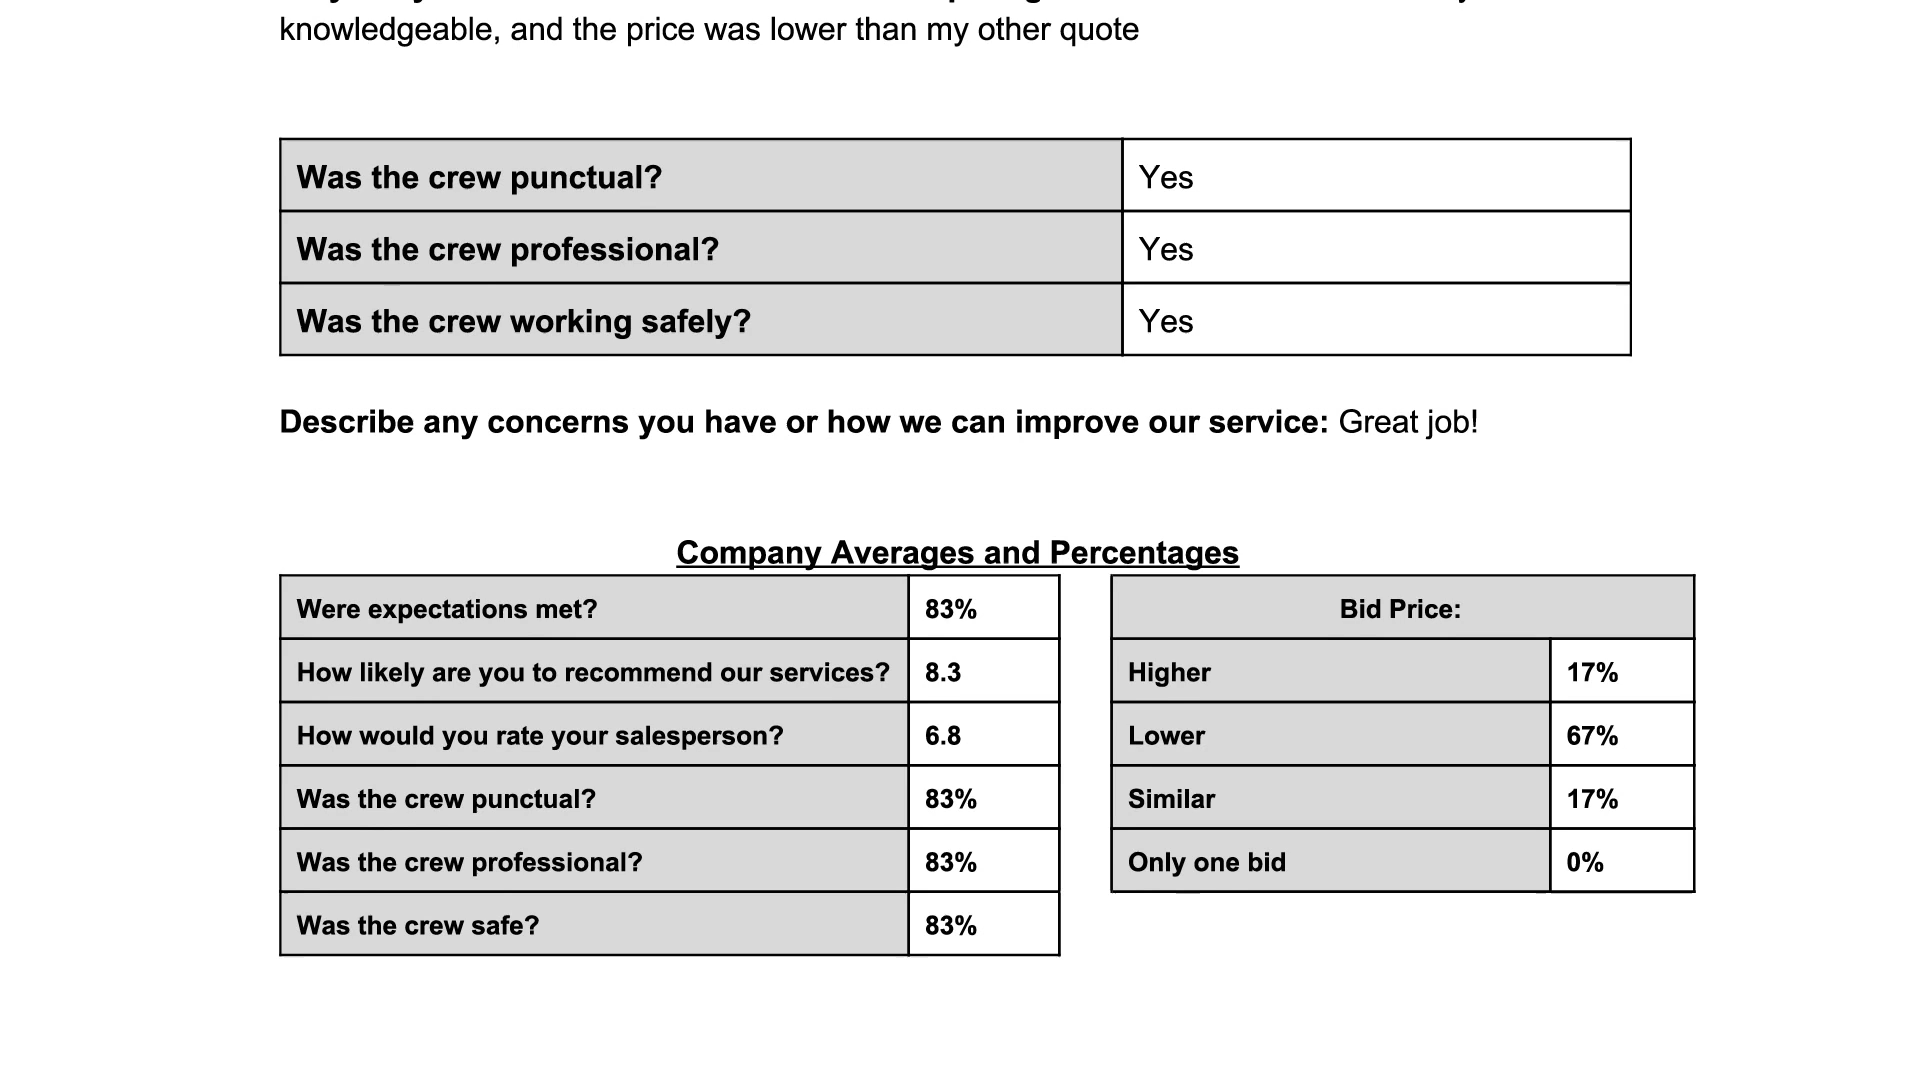 knowledgeable, and the price was lower than my other quote
Was the crew punctual? Yes
Was the crew professional? Yes
Was the crew working safely? Yes
Describe any concerns you have or how we can improve our service: Great job!
Company Averages and Percentages
Were expectations met? 83%
How likely are you to recommend our services? 8.3
How would you rate your salesperson? 6.8
Was the crew punctual? 83%
Was the crew professional? 83%
Was the crew safe? 83%
Bid Price:
Higher 17%
Lower 67%
Similar 17%
Only one bid 0%